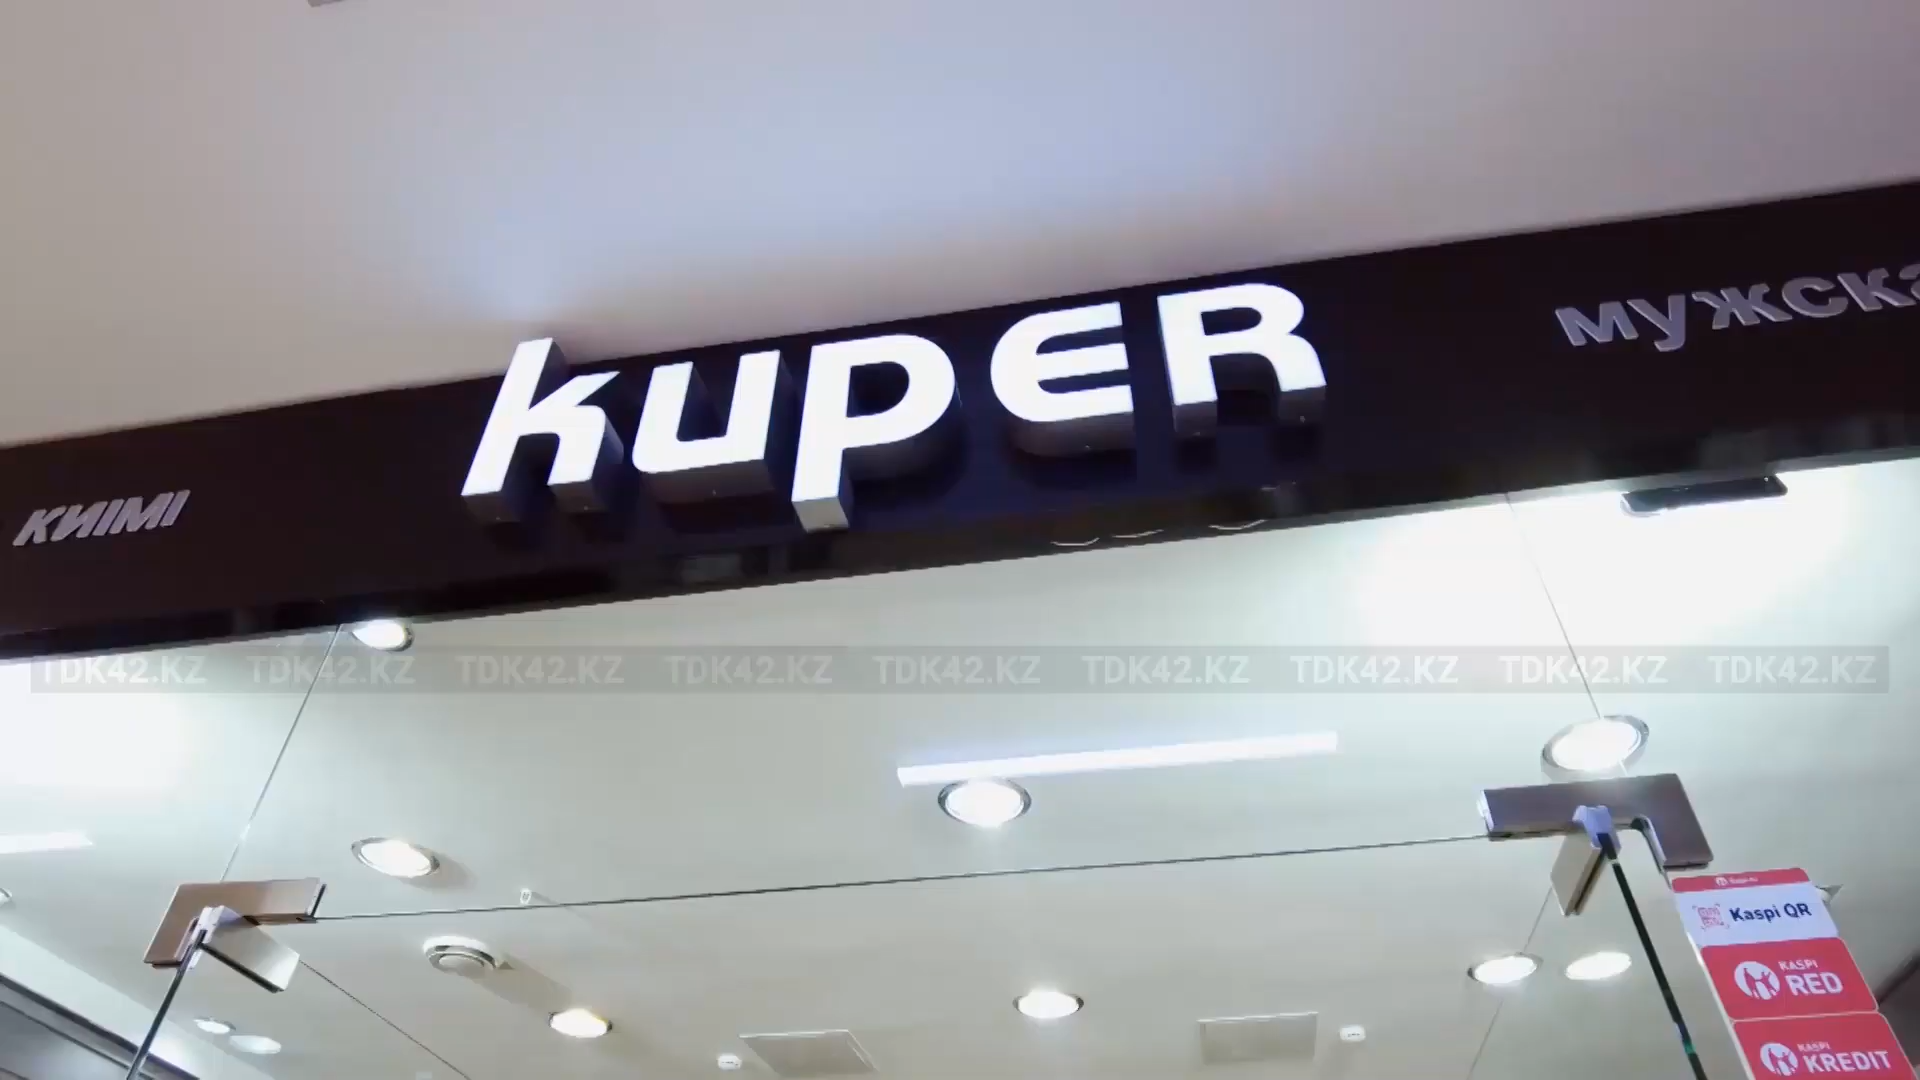 kupeR
киімі
мужска
TDK42.KZ TDK42.KZ TDK42.KZ TDK42.KZ TDK42.KZ TDK42.KZ TDK42.KZ TDK42.KZ TDK42.KZ
Kaspi QR
KASPI
RED
KASPI
KREDIT